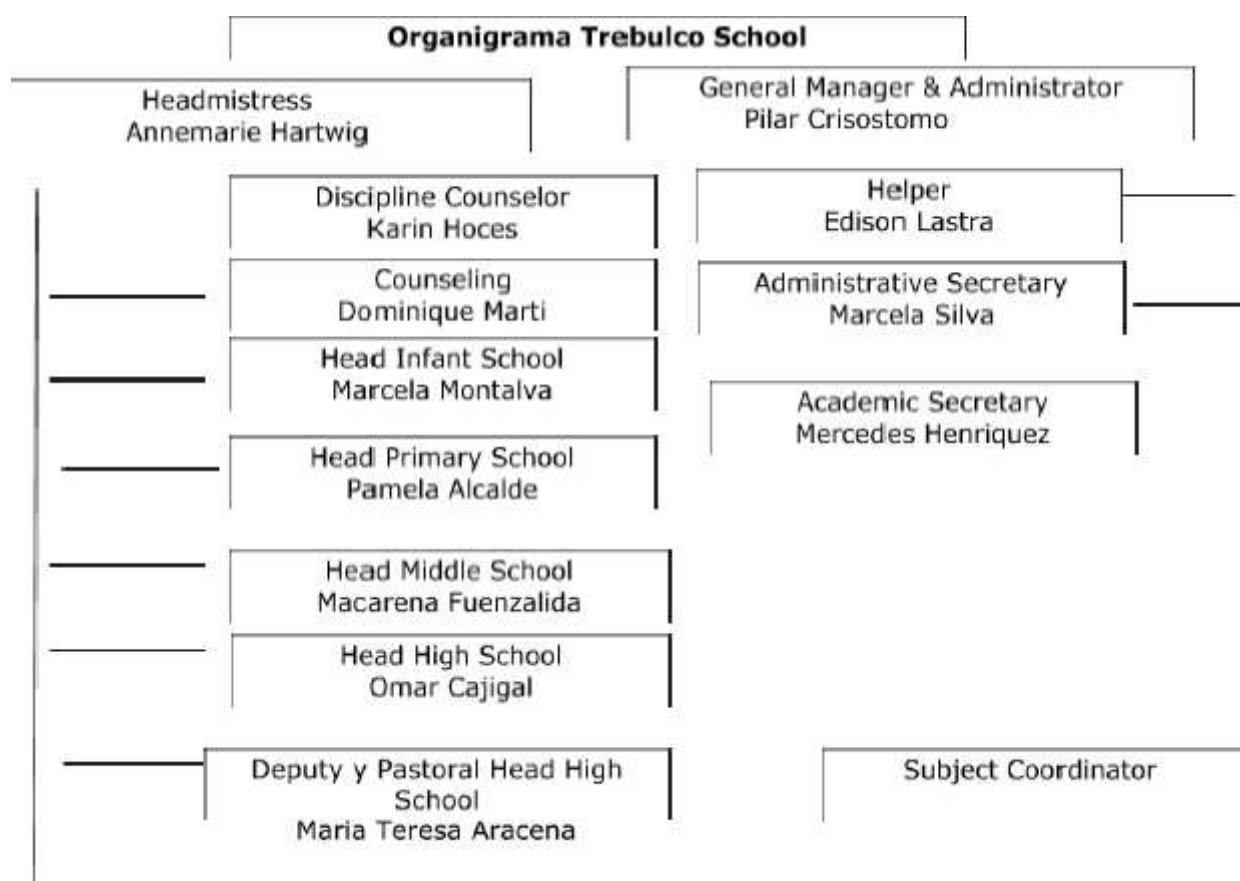 Organigrama Trebulco School
Headmistress
Annemarie Hartwig
General Manager & Administrator
Pilar Crisostomo
Discipline Counselor
Karin Hoces
Counseling
Dominique Marti
Head Infant School
Marcela Montalva
Head Primary School
Pamela Alcalde
Head Middle School
Macarena Fuenzalida
Head High School
Omar Cajigal
Deputy y Pastoral Head High
School
Maria Teresa Aracena
Helper
Edison Lastra
Administrative Secretary
Marcela Silva
Academic Secretary
Mercedes Henriquez
Subject Coordinator